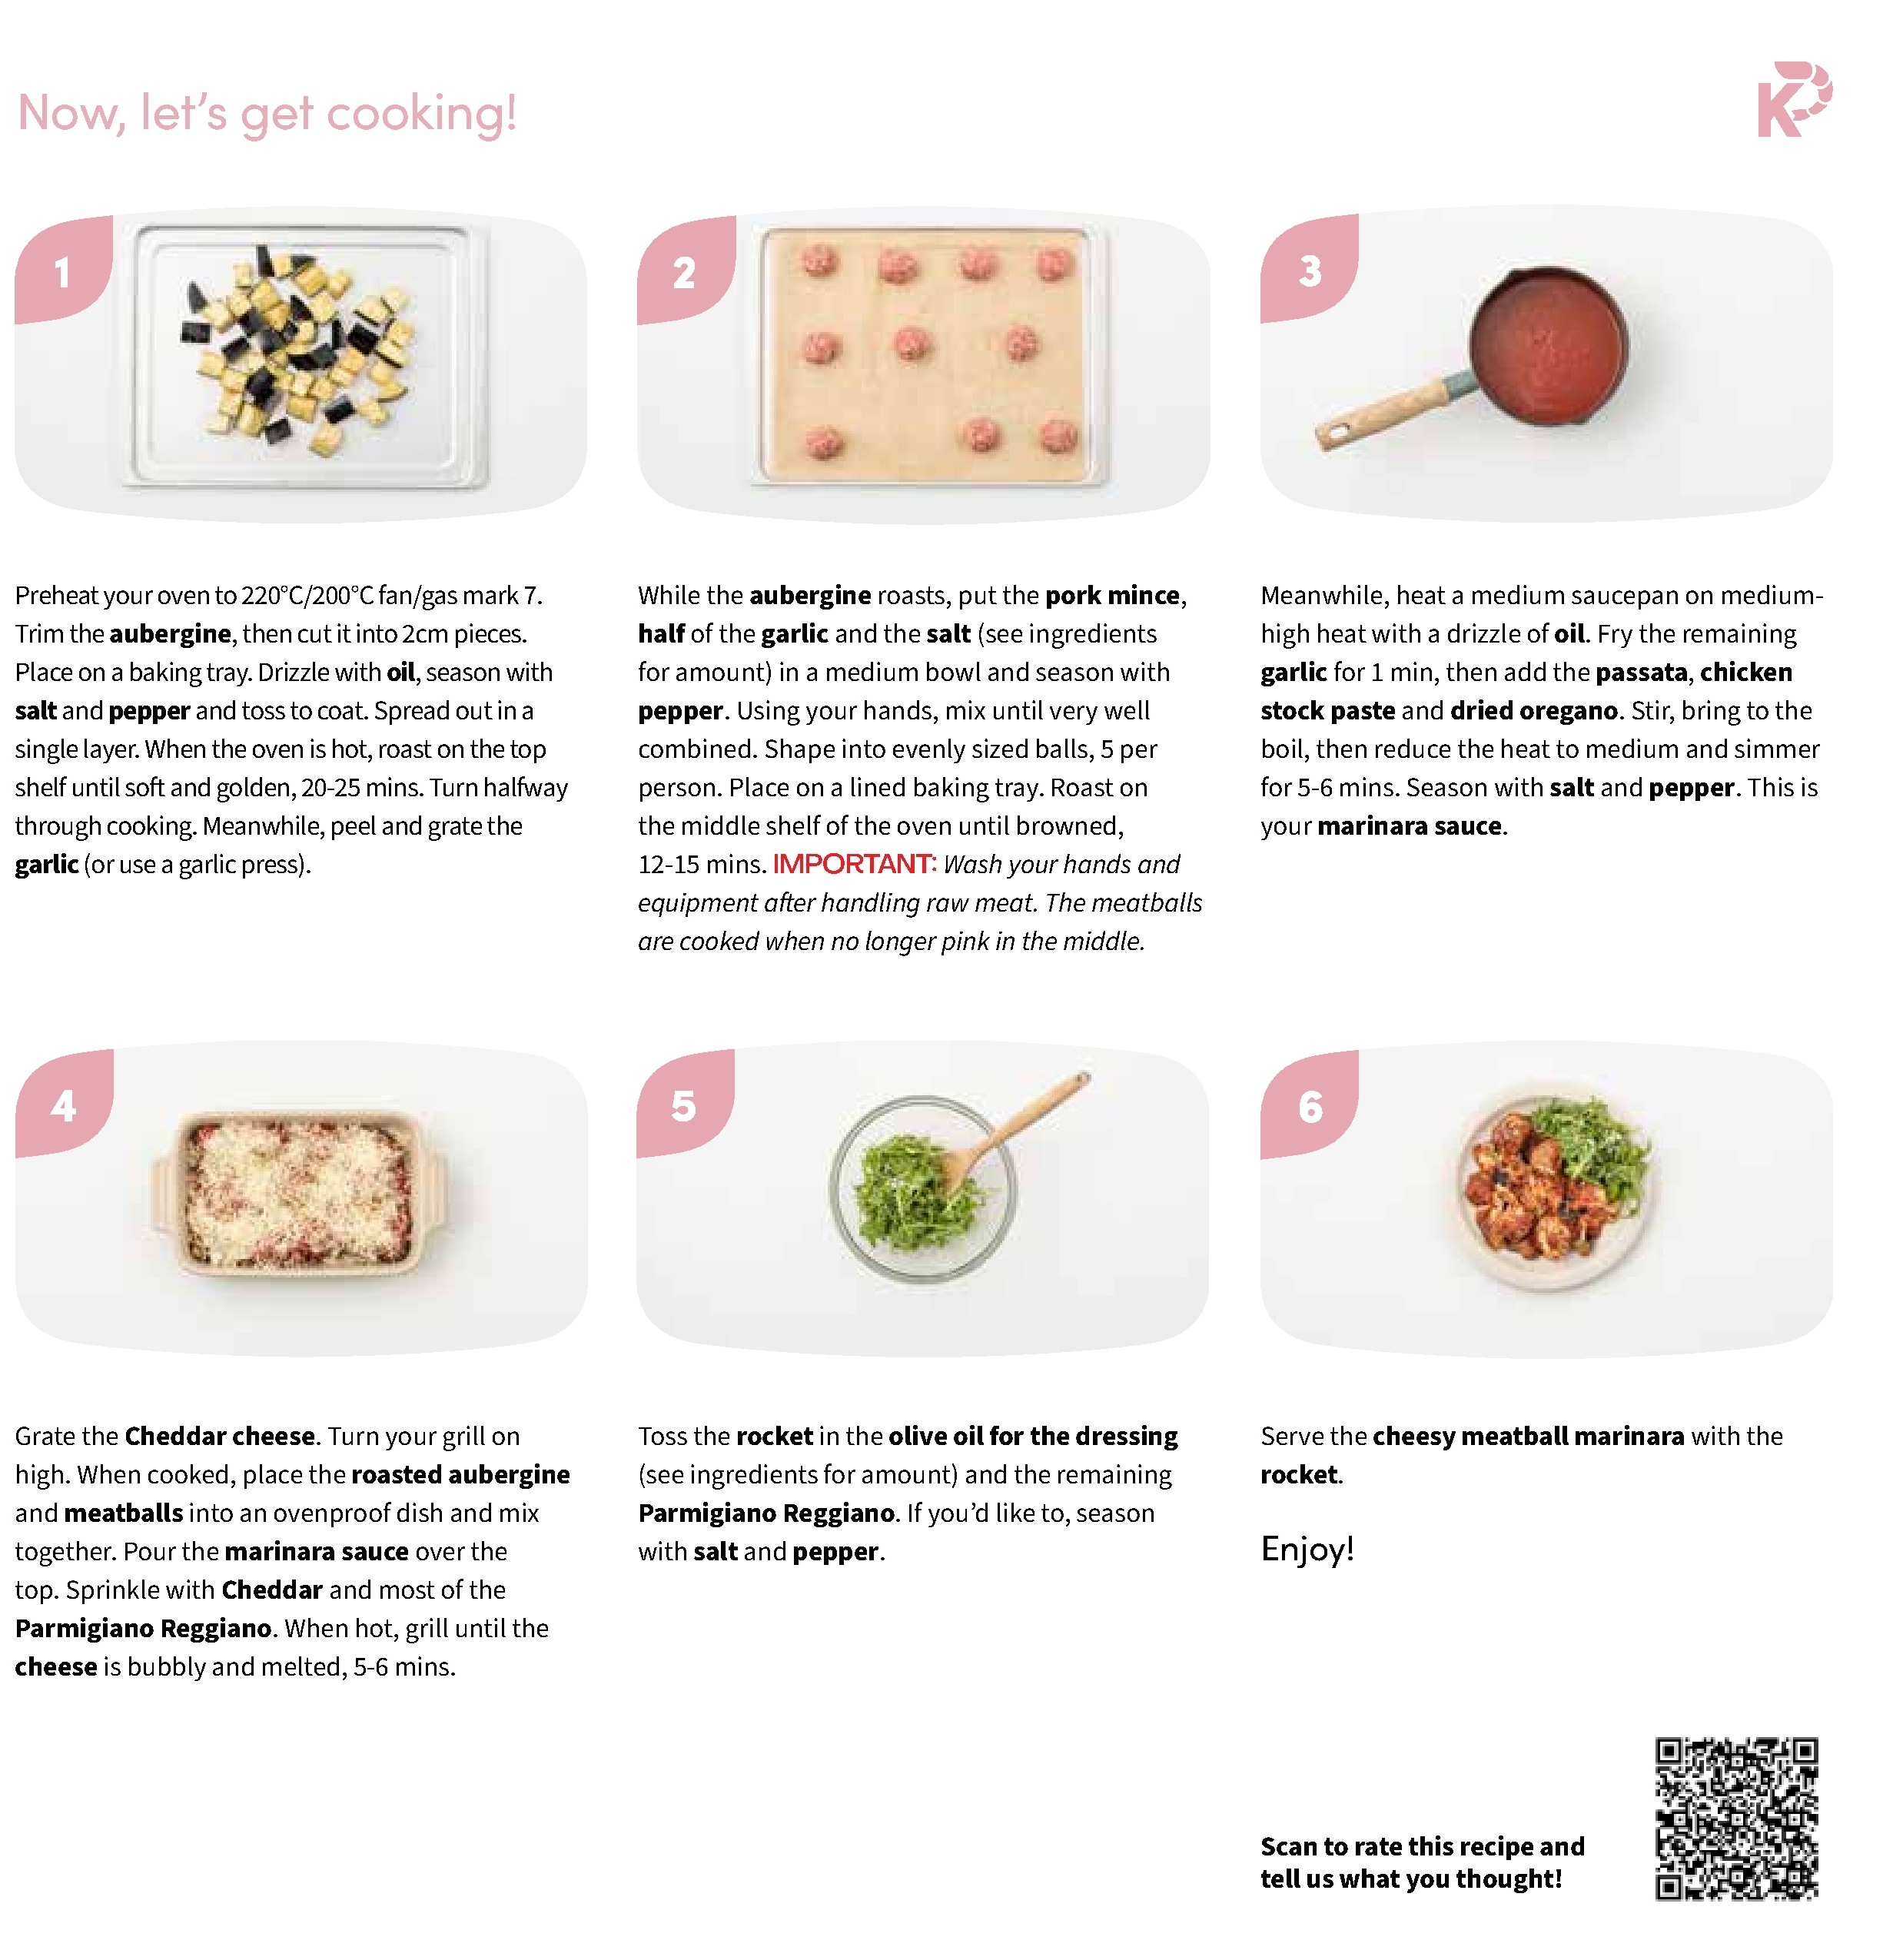 Now, let's get cooking!
K
1
Preheat your oven to 220°C/200°C fan/gas mark 7.
Trim the aubergine, then cut it into 2cm pieces.
Place on a baking tray. Drizzle with oil, season with
salt and pepper and toss to coat. Spread out in a
single layer. When the oven is hot, roast on the top
shelf until soft and golden, 20-25 mins. Turn halfway
through cooking. Meanwhile, peel and grate the
garlic (or use a garlic press).
2
While the aubergine roasts, put the pork mince,
half of the garlic and the salt (see ingredients
for amount) in a medium bowl and season with
pepper. Using your hands, mix until very well
combined. Shape into evenly sized balls, 5 per
person. Place on a lined baking tray. Roast on
the middle shelf of the oven until browned,
12-15 mins. IMPORTANT: Wash your hands and
equipment after handling raw meat. The meatballs
are cooked when no longer pink in the middle.
3
Meanwhile, heat a medium saucepan on medium-
high heat with a drizzle of oil. Fry the remaining
garlic for 1 min, then add the passata, chicken
stock paste and dried oregano. Stir, bring to the
boil, then reduce the heat to medium and simmer
for 5-6 mins. Season with salt and pepper. This is
your marinara sauce.
4
Grate the Cheddar cheese. Turn your grill on
high. When cooked, place the roasted aubergine
and meatballs into an ovenproof dish and mix
together. Pour the marinara sauce over the
top. Sprinkle with Cheddar and most of the
Parmigiano Reggiano. When hot, grill until the
cheese is bubbly and melted, 5-6 mins.
5
Toss the rocket in the olive oil for the dressing
(see ingredients for amount) and the remaining
Parmigiano Reggiano. If you'd like to, season
with salt and pepper.
6
Serve the cheesy meatball marinara with the
rocket.
Enjoy!
Scan to rate this recipe and
tell us what you thought!